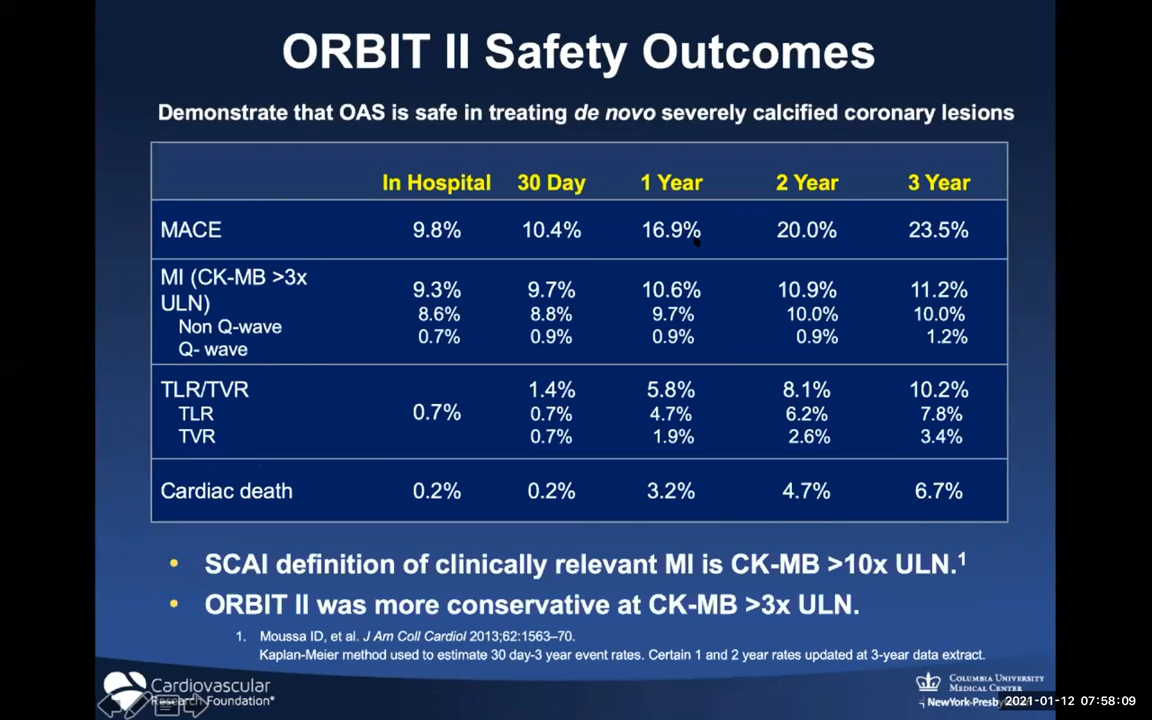 ORBIT II Safety Outcomes
Demonstrate that OAS is safe in treating de novo severely calcified coronary lesions
In Hospital 30 Day 1 Year 2 Year 3 Year
MACE 9.8% 10.4% 16.9% 20.0% 23.5%
MI (CK-MB >3x
ULN) 9.3% 9.7% 10.6% 10.9% 11.2%
Non Q-wave 8.6% 8.8% 9.7% 10.0% 10.0%
Q- wave 0.7% 0.9% 0.9% 0.9% 1.2%
TLR/TVR 0.7% 1.4% 5.8% 8.1% 10.2%
TLR 0.7% 4.7% 6.2% 7.8%
TVR 0.7% 1.9% 2.6% 3.4%
Cardiac death 0.2% 0.2% 3.2% 4.7% 6.7%
• SCAI definition of clinically relevant MI is CK-MB >10x ULN.¹
• ORBIT II was more conservative at CK-MB >3x ULN.
1. Moussa ID, et al. J Am Coll Cardiol 2013;62:1563–70.
Kaplan-Meier method used to estimate 30 day-3 year event rates. Certain 1 and 2 year rates updated at 3-year data extract.
Cardiovascular
Research Foundation
COLUMBIA UNIVERSITY
MEDICAL CENTER
NewYork-Presby
2021-01-12 07:58:09